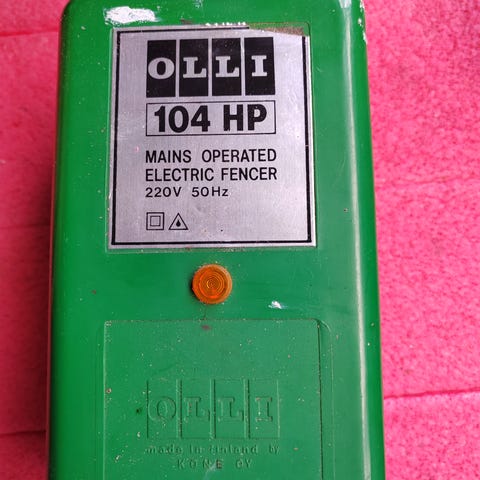 OLLI
104 HP
MAINS OPERATED
ELECTRIC FENCER
220V 50Hz
OLLI
made in Finland by
KONE OY